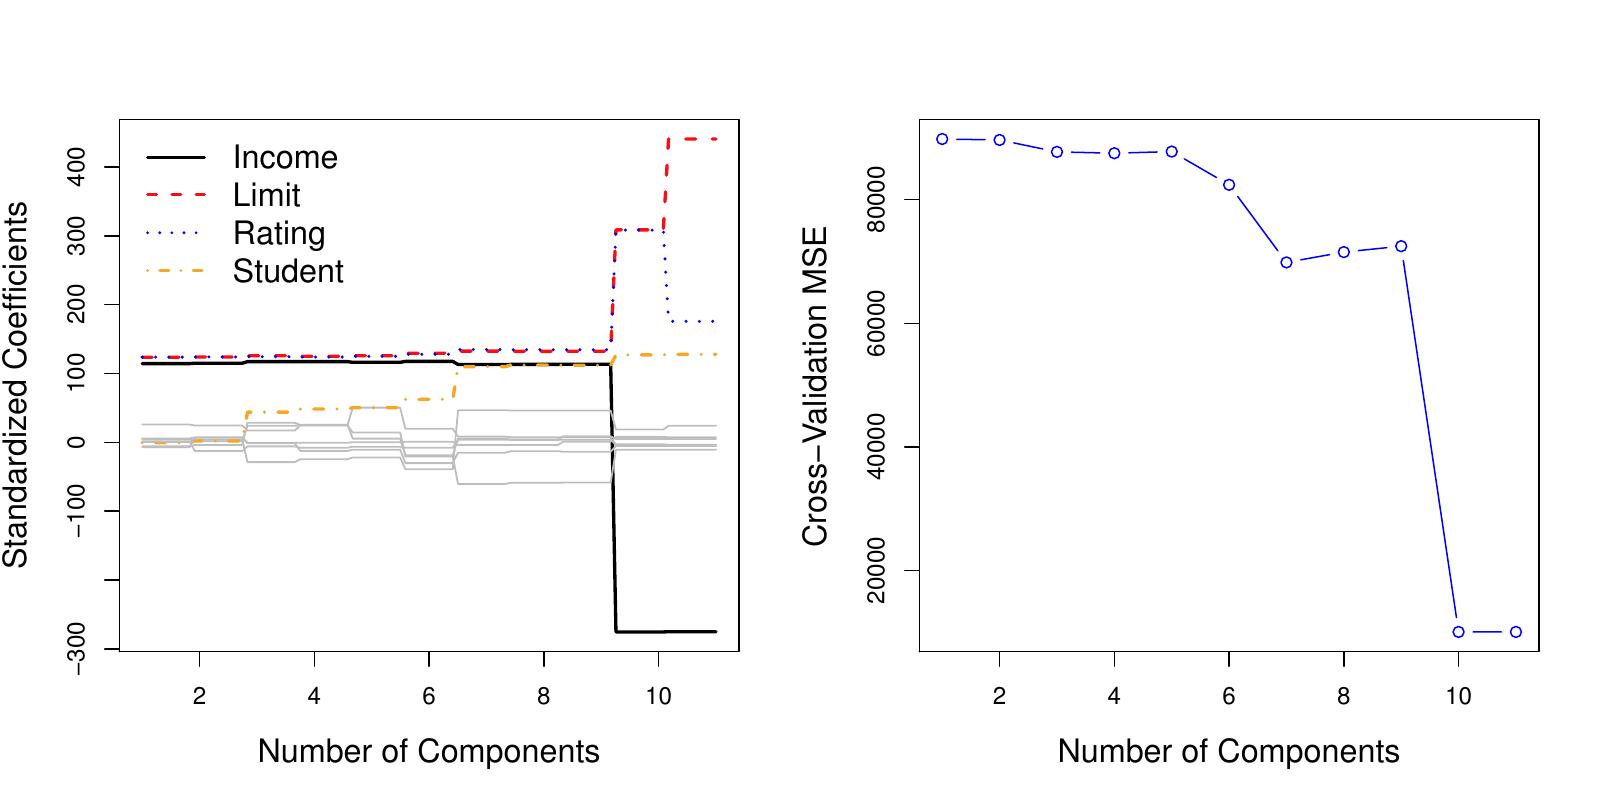 Income
Limit
Rating
Student
Standardized Coefficients
400
300
200
100
0
−100
−300
2 4 6 8 10
Number of Components
Cross−Validation MSE
80000
60000
40000
20000
2 4 6 8 10
Number of Components